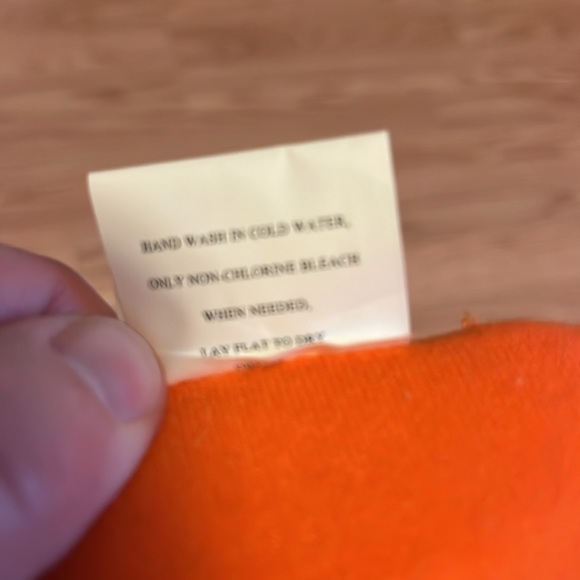 HAND WASH IN COLD WATER,
ONLY NON-CHLORINE BLEACH
WHEN NEEDED,
LAY FLAT TO DRY